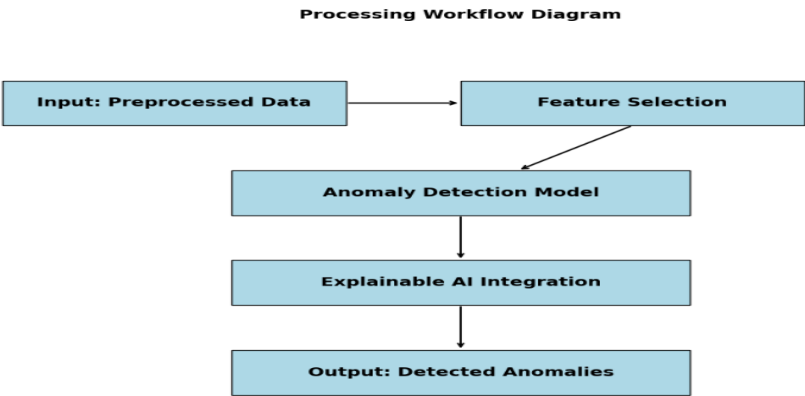 Processing Workflow Diagram
Input: Preprocessed Data
Feature Selection
Anomaly Detection Model
Explainable AI Integration
Output: Detected Anomalies